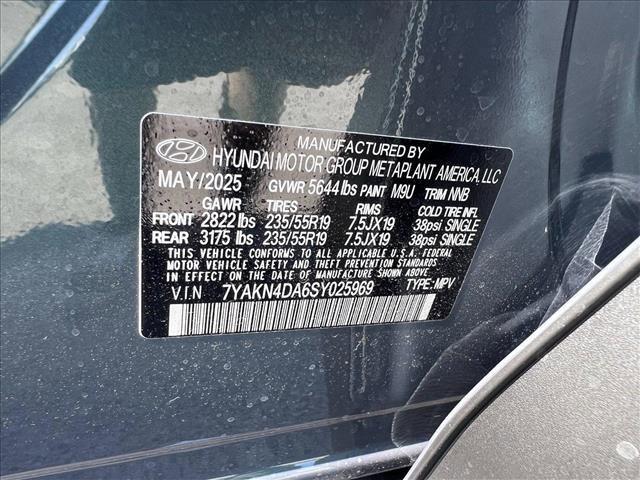 MANUFACTURED BY
HYUNDAI MOTOR GROUP METAPLANT AMERICA, LLC
MAY/2025 GVWR 5644 lbs PAINT M9U TRIM NNB
GAWR TIRES RIMS COLD TIRE INFL.
FRONT 2822 lbs 235/55R19 7.5JX19 38psi SINGLE
REAR 3175 lbs 235/55R19 7.5JX19 38psi SINGLE
THIS VEHICLE CONFORMS TO ALL APPLICABLE U.S.A. FEDERAL
MOTOR VEHICLE SAFETY AND THEFT PREVENTION STANDARDS
IN EFFECT ON THE DATE OF MANUFACTURE SHOWN ABOVE.
V.I.N 7YAKN4DA6SY025969 TYPE:MPV